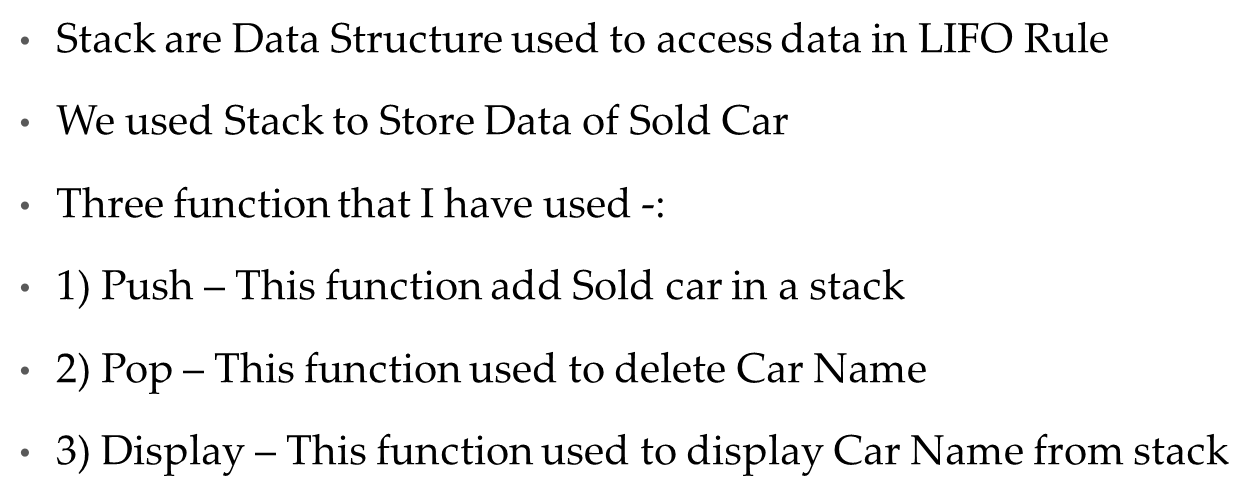 • Stack are Data Structure used to access data in LIFO Rule
• We used Stack to Store Data of Sold Car
• Three function that I have used -:
• 1) Push – This function add Sold car in a stack
• 2) Pop – This function used to delete Car Name
• 3) Display – This function used to display Car Name from stack